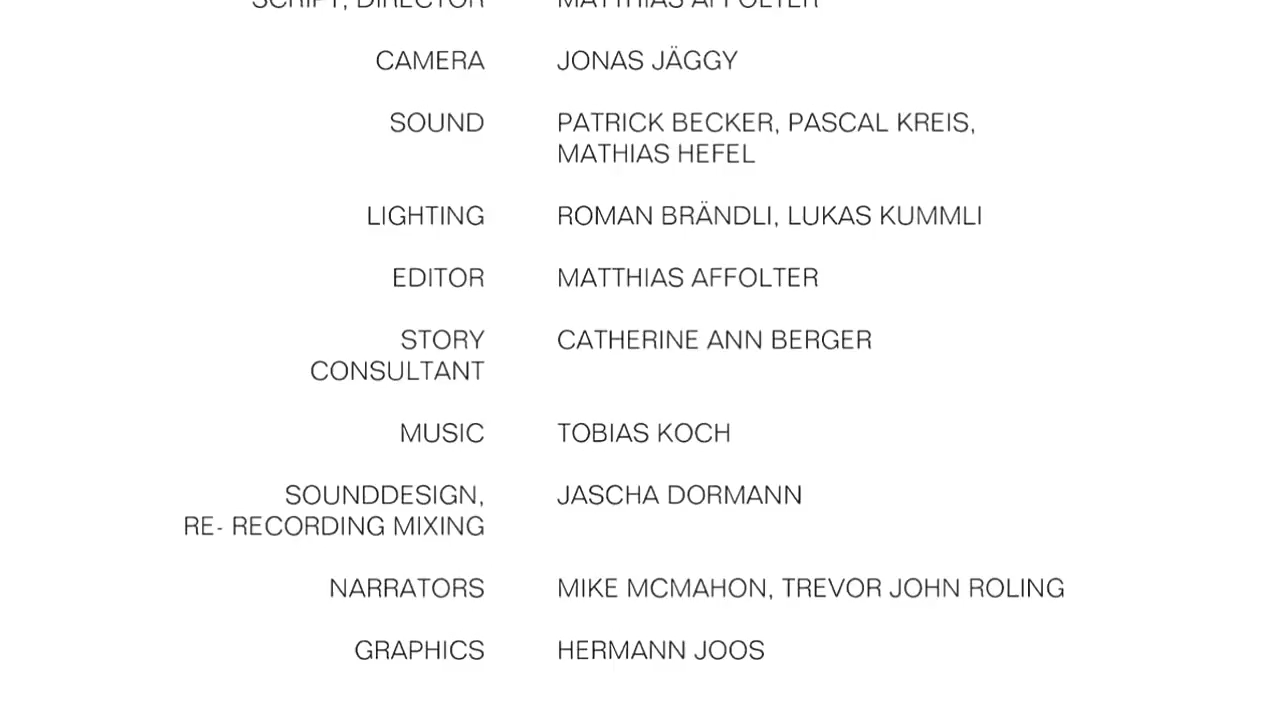 SCRIPT, DIRECTOR MATTHIAS AFFOLTER
CAMERA JONAS JÄGGY
SOUND PATRICK BECKER, PASCAL KREIS,
MATHIAS HEFEL
LIGHTING ROMAN BRÄNDLI, LUKAS KUMMLI
EDITOR MATTHIAS AFFOLTER
STORY CATHERINE ANN BERGER
CONSULTANT
MUSIC TOBIAS KOCH
SOUNDDESIGN, JASCHA DORMANN
RE- RECORDING MIXING
NARRATORS MIKE MCMAHON, TREVOR JOHN ROLING
GRAPHICS HERMANN JOOS